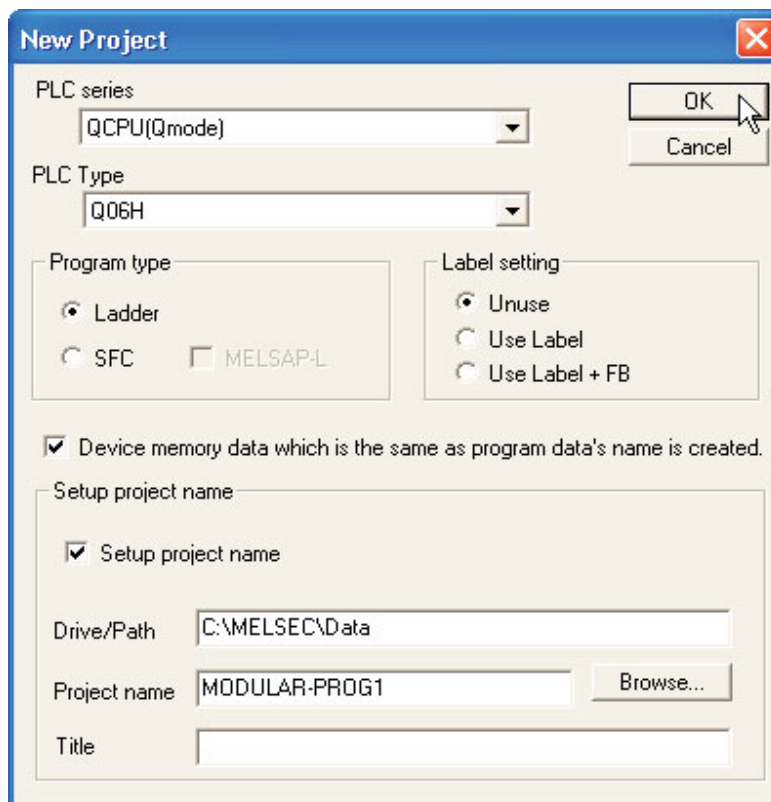 New Project
PLC series
QCPU(Qmode)
OK
Cancel
PLC Type
Q06H
Program type
Ladder
SFC MELSAP-L
Label setting
Unuse
Use Label
Use Label + FB
Device memory data which is the same as program data's name is created.
Setup project name
Setup project name
Drive/Path C:\MELSEC\Data
Project name MODULAR-PROG1 Browse...
Title